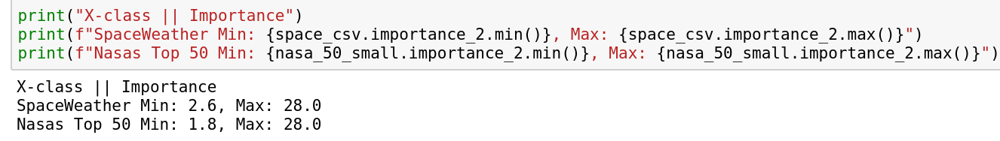 print("X-class || Importance")
print(f"SpaceWeather Min: {space_csv.importance_2.min()}, Max: {space_csv.importance_2.max()}")
print(f"Nasas Top 50 Min: {nasa_50_small.importance_2.min()}, Max: {nasa_50_small.importance_2.max()}")
X-class || Importance
SpaceWeather Min: 2.6, Max: 28.0
Nasas Top 50 Min: 1.8, Max: 28.0